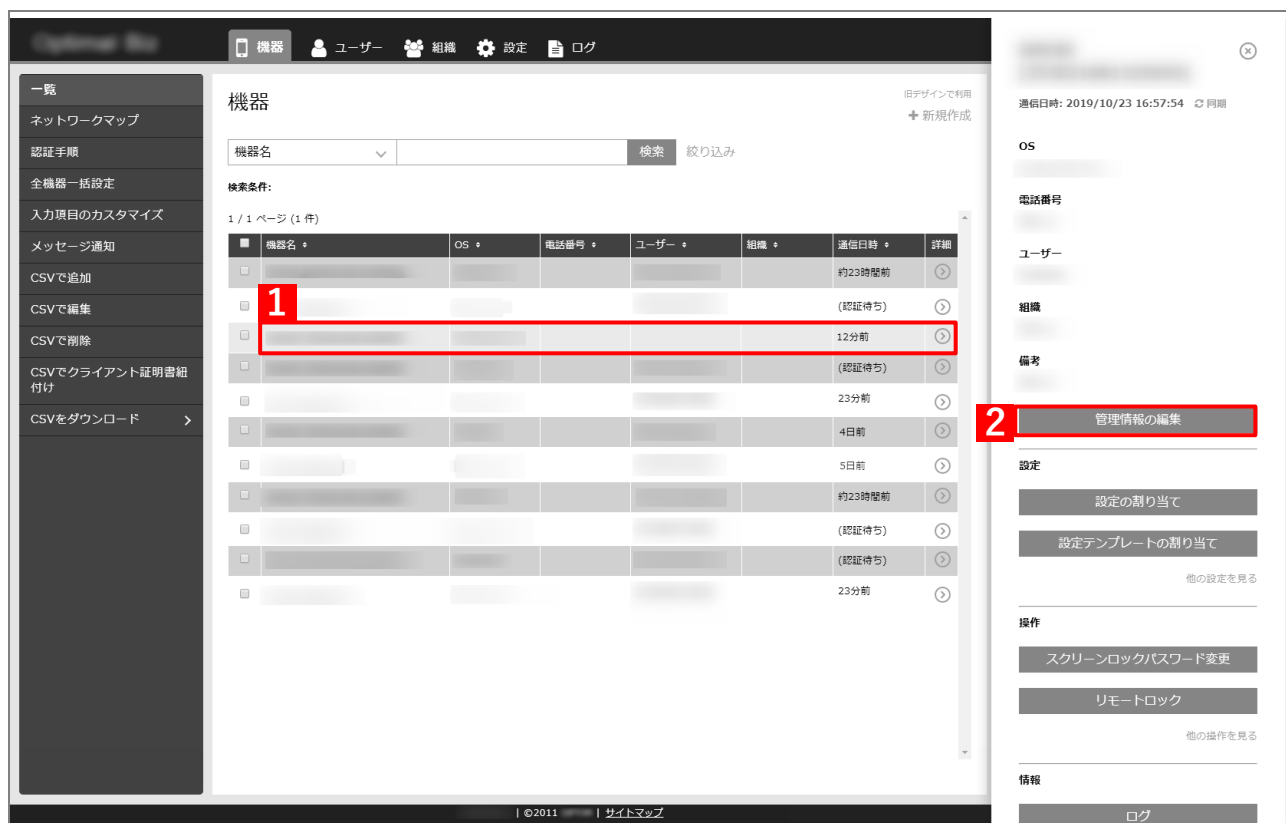 機器
ユーザー
組織
設定
ログ
一覧
ネットワークマップ
認証手順
全機器一括設定
入力項目のカスタマイズ
メッセージ通知
CSVで追加
CSVで編集
CSVで削除
CSVでクライアント証明書紐
付け
CSVをダウンロード
機器
旧デザインで利用
+ 新規作成
機器名
検索
絞り込み
検索条件:
1 / 1 ページ (1 件)
機器名 OS 電話番号 ユーザー 組織 通信日時 詳細
約23時間前
1
(認証待ち)
12分前
(認証待ち)
23分前
4日前
5日前
約23時間前
(認証待ち)
(認証待ち)
23分前
通信日時: 2019/10/23 16:57:54 同期
OS
電話番号
ユーザー
組織
備考
2
管理情報の編集
設定
設定の割り当て
設定テンプレートの割り当て
他の設定を見る
操作
スクリーンロックパスワード変更
リモートロック
他の操作を見る
情報
ログ
| ©2011 | サイトマップ